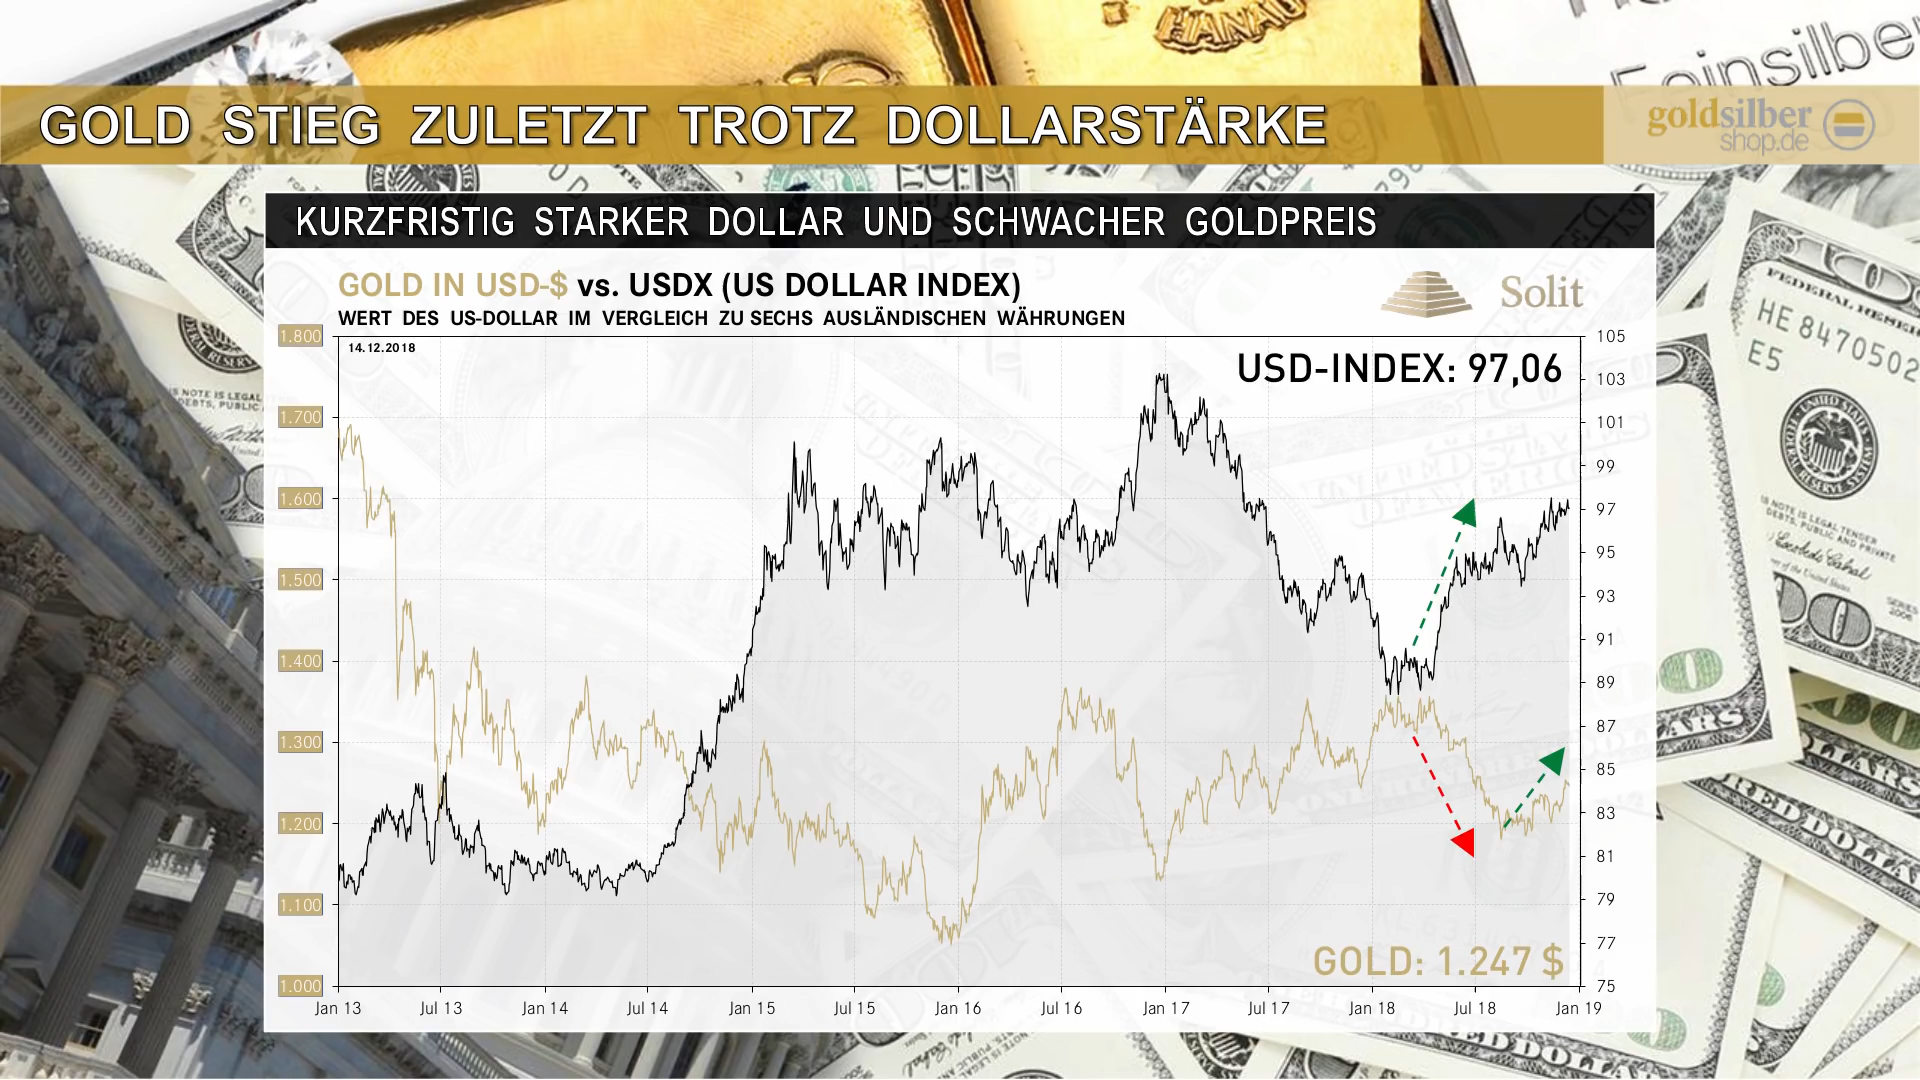 HANAU
Feinsilber
GOLD STIEG ZULETZT TROTZ DOLLARSTÄRKE
goldsilber
shop.de
KURZFRISTIG STARKER DOLLAR UND SCHWACHER GOLDPREIS
GOLD IN USD-$ vs. USDX (US DOLLAR INDEX)
WERT DES US-DOLLAR IM VERGLEICH ZU SECHS AUSLÄNDISCHEN WÄHRUNGEN
Solit
14.12.2018
USD-INDEX: 97,06
1.800
1.700
1.600
1.500
1.400
1.300
1.200
1.100
1.000
105
103
101
99
97
95
93
91
89
87
85
83
81
79
77
75
GOLD: 1.247 $
Jan 13
Jul 13
Jan 14
Jul 14
Jan 15
Jul 15
Jan 16
Jul 16
Jan 17
Jul 17
Jan 18
Jul 18
Jan 19
FEDERAL RESERVE
HE 8470502
E5